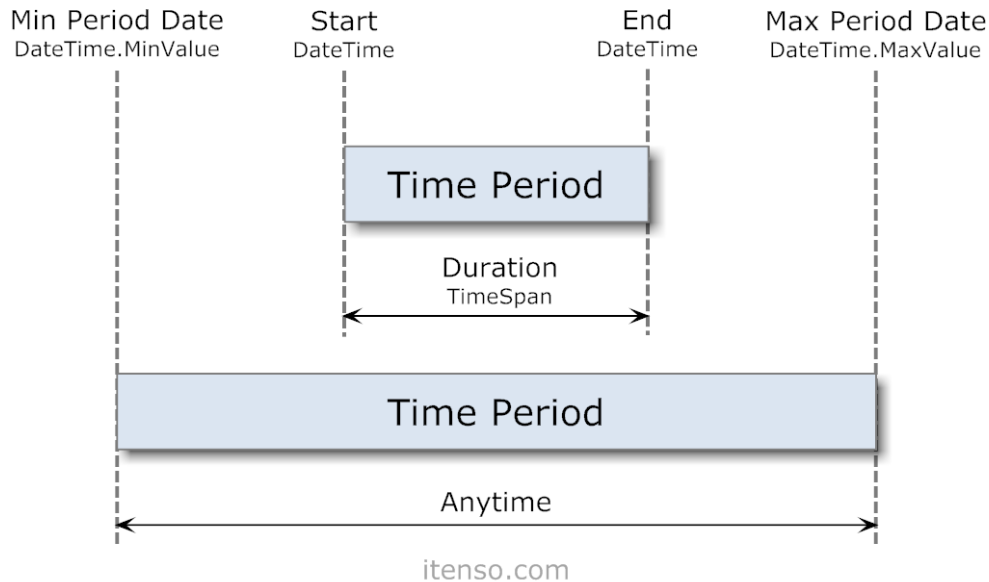 Min Period Date
DateTime.MinValue
Start
DateTime
End
DateTime
Max Period Date
DateTime.MaxValue
Time Period
Duration
TimeSpan
Time Period
Anytime
itenso.com